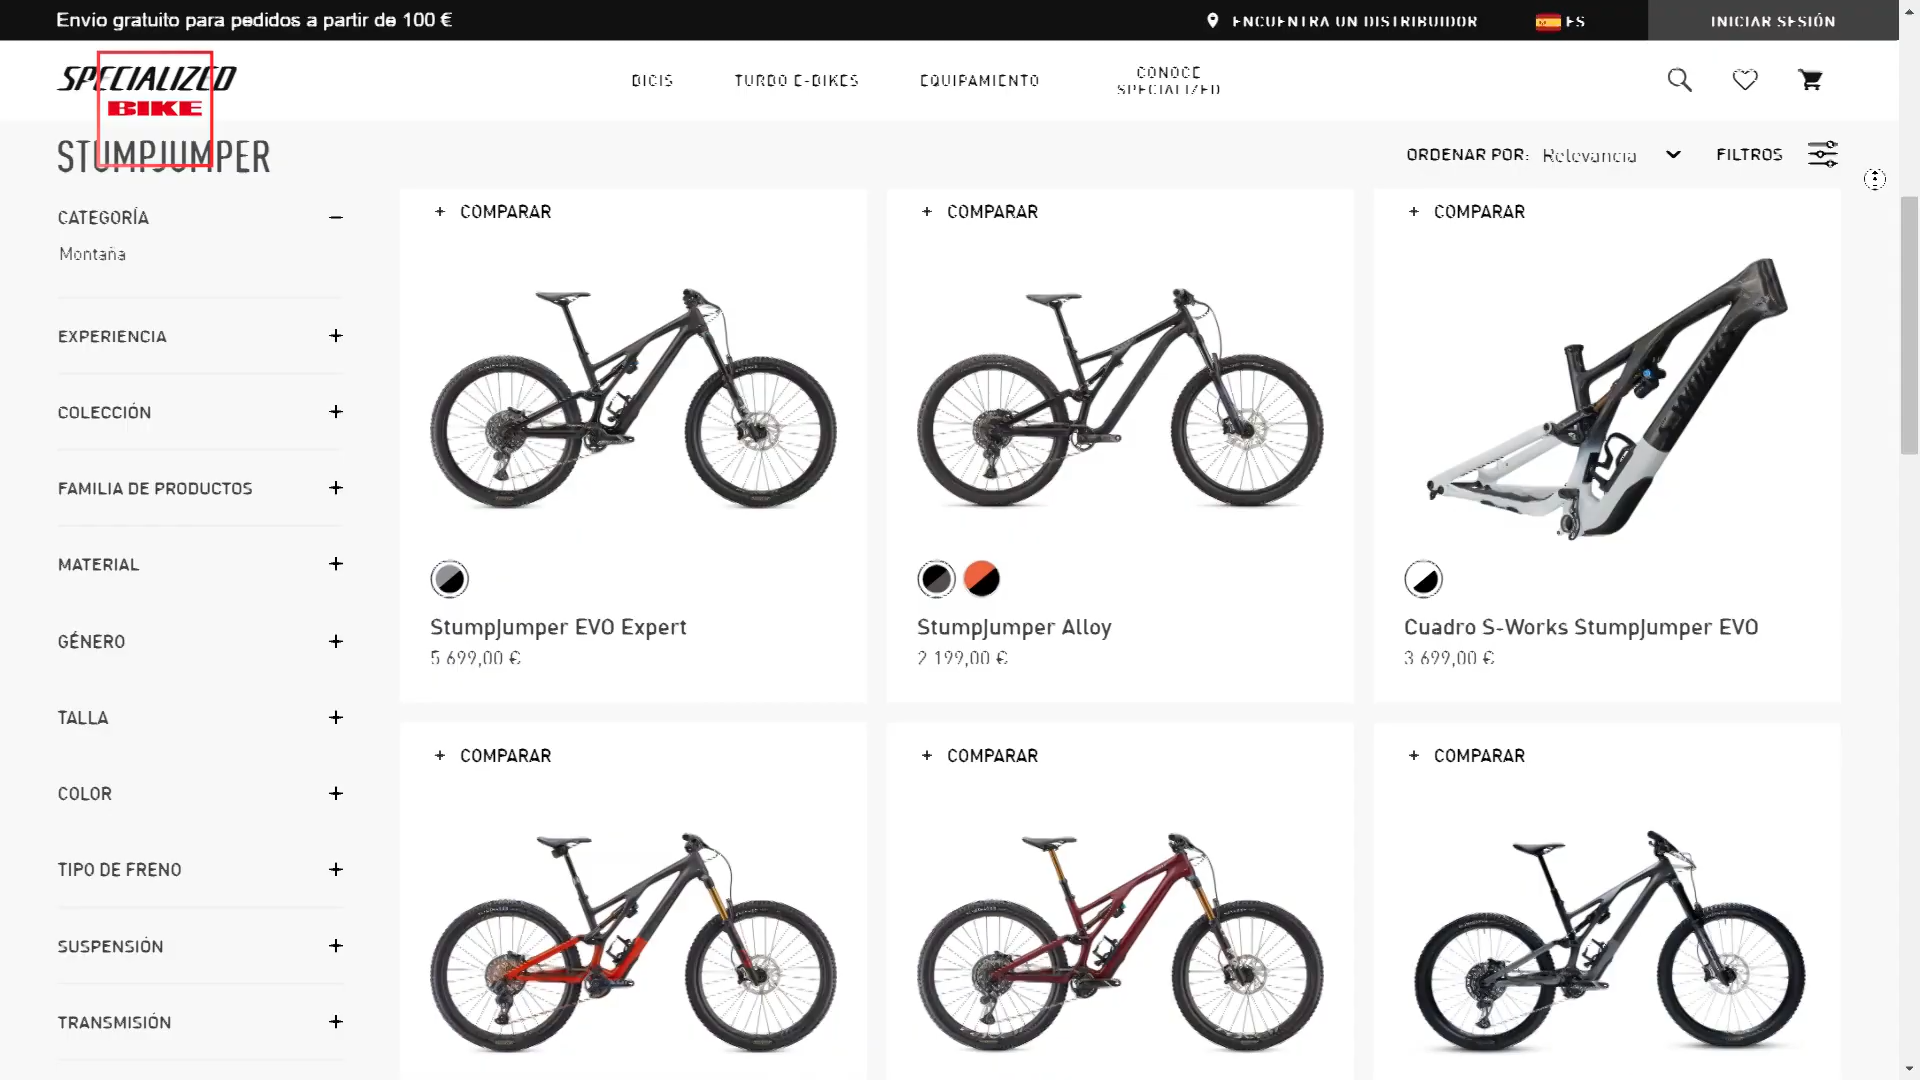 Envío gratuito para pedidos a partir de 100 €
ENCUENTRA UN DISTRIBUIDOR
ES
INICIAR SESIÓN
SPECIALIZED
BIKE
BICIS
TURBO E-BIKES
EQUIPAMIENTO
CONOCE
SPECIALIZED
STUMPJUMPER
ORDENAR POR: Relevancia
FILTROS
CATEGORÍA −
Montaña
EXPERIENCIA +
COLECCIÓN +
FAMILIA DE PRODUCTOS +
MATERIAL +
GÉNERO +
TALLA +
COLOR +
TIPO DE FRENO +
SUSPENSIÓN +
TRANSMISIÓN +
+ COMPARAR
StumpJumper EVO Expert
5 699,00 €
+ COMPARAR
StumpJumper Alloy
2 199,00 €
+ COMPARAR
Cuadro S-Works StumpJumper EVO
3 699,00 €
+ COMPARAR
+ COMPARAR
+ COMPARAR